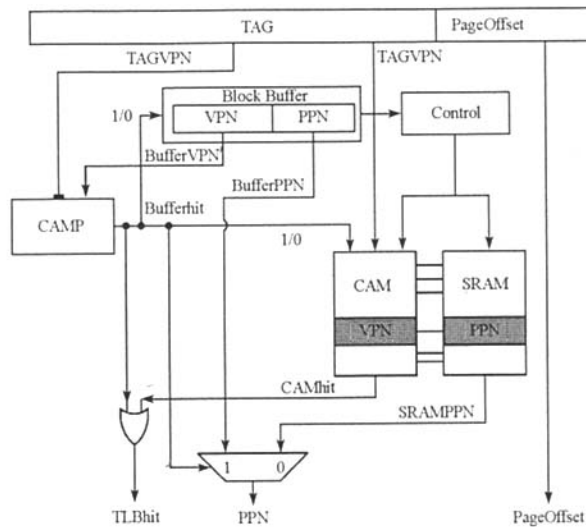 TAG PageOffset
TAGVPN TAGVPN
Block Buffer
1/0 VPN PPN Control
BufferVPN
BufferPPN
CAMP Bufferhit
1/0
CAM SRAM
VPN PPN
CAMhit
SRAMPPN
1 0
TLBhit PPN PageOffset